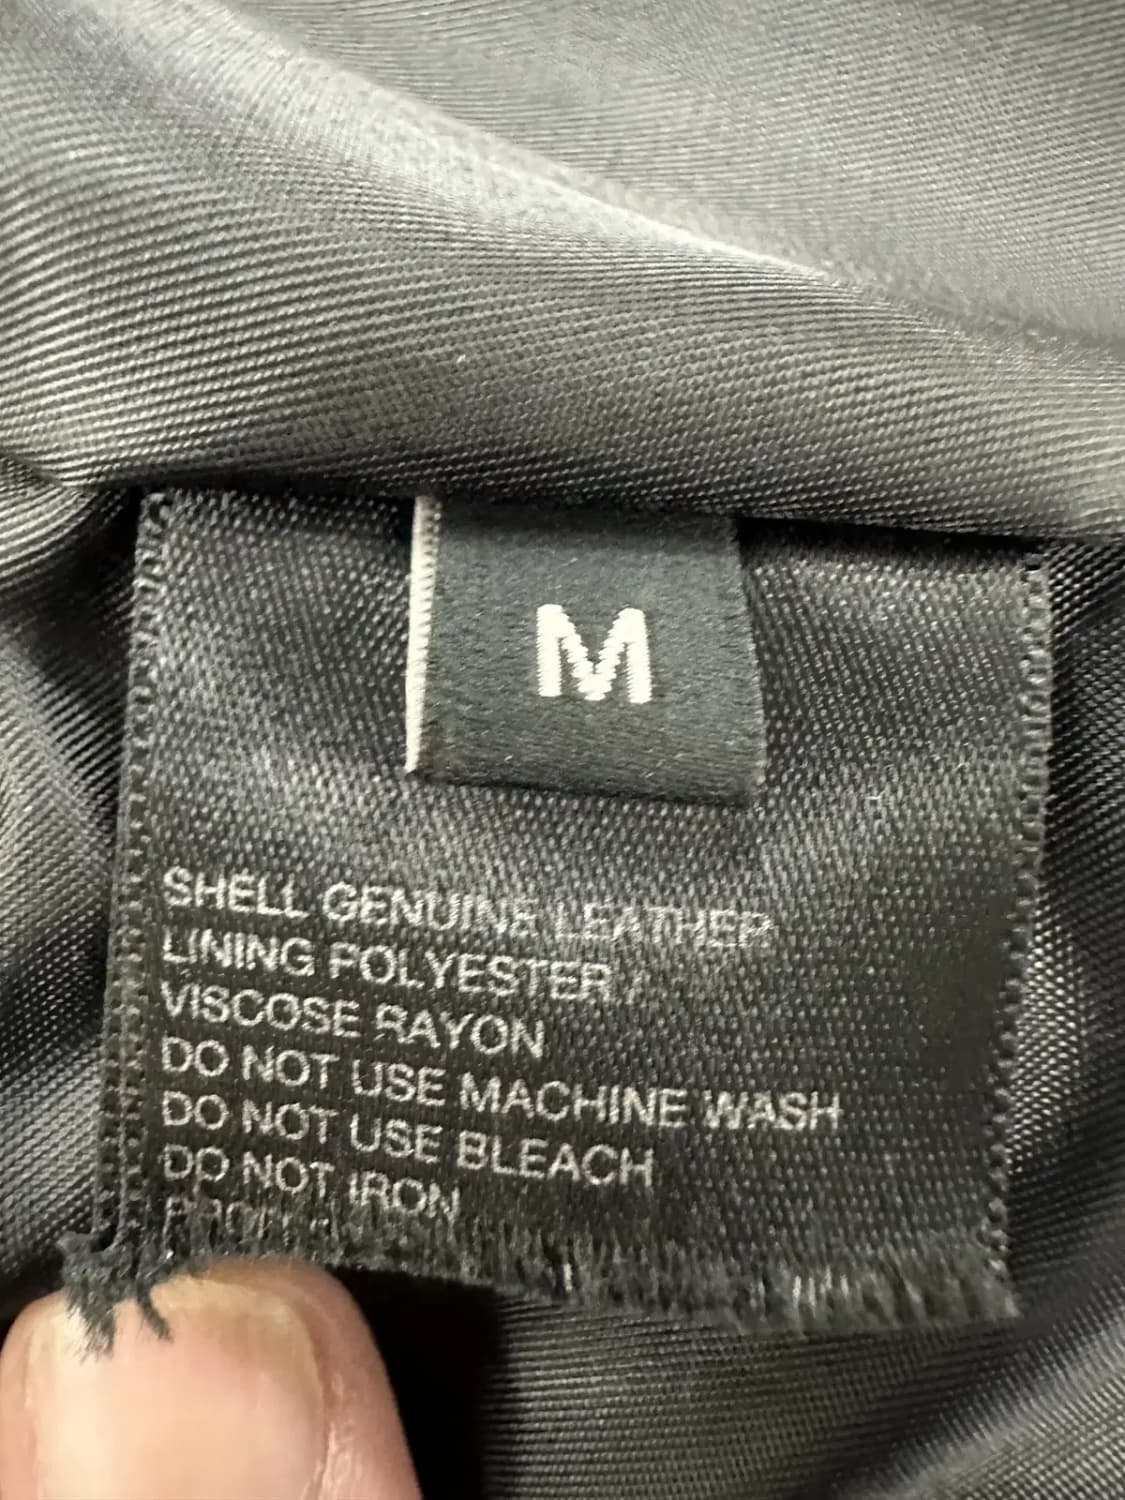 M
SHELL GENUINE LEATHER
LINING POLYESTER /
VISCOSE RAYON
DO NOT USE MACHINE WASH
DO NOT USE BLEACH
DO NOT IRON